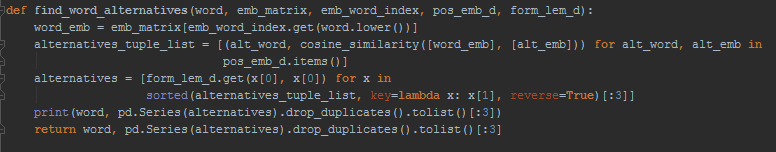 def find_word_alternatives(word, emb_matrix, emb_word_index, pos_emb_d, form_lem_d):
    word_emb = emb_matrix[emb_word_index.get(word.lower())]
    alternatives_tuple_list = [(alt_word, cosine_similarity([word_emb], [alt_emb])) for alt_word, alt_emb in
                               pos_emb_d.items()]
    alternatives = [form_lem_d.get(x[0], x[0]) for x in
                    sorted(alternatives_tuple_list, key=lambda x: x[1], reverse=True)[:3]]
    print(word, pd.Series(alternatives).drop_duplicates().tolist()[:3])
    return word, pd.Series(alternatives).drop_duplicates().tolist()[:3]